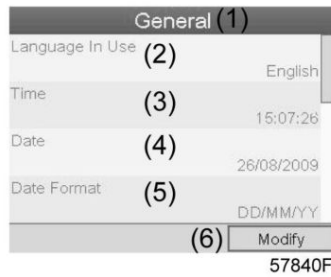 General (1)
Language In Use (2)
English
Time (3)
15:07:26
Date (4)
26/08/2009
Date Format (5)
DD/MM/YY
(6) Modify
57840F